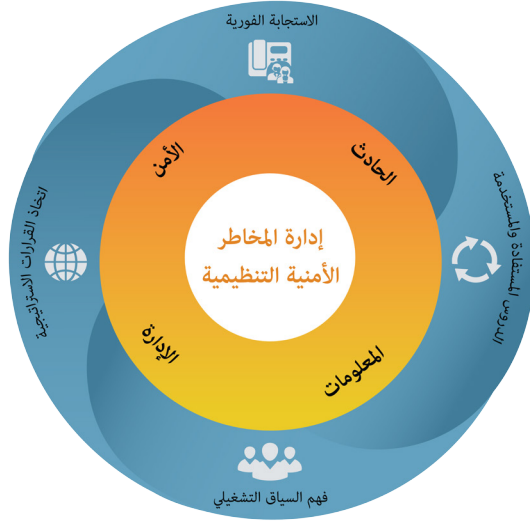 الاستجابة الفورية
الدروس المستفادة والمستخدمة
فهم السياق التشغيلي
اتخاذ القرارات الاستراتيجية
الأمن
الحادث
المعلومات
الإدارة
إدارة المخاطر
الأمنية التنظيمية